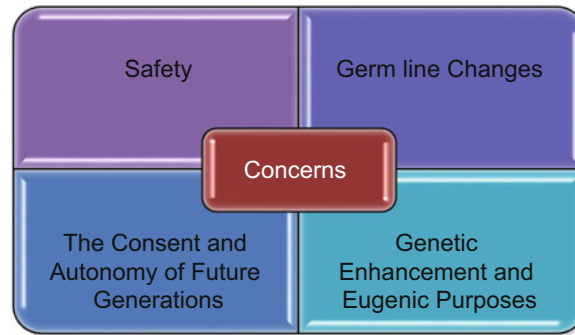 Safety
Germ line Changes
Concerns
The Consent and
Autonomy of Future
Generations
Genetic
Enhancement and
Eugenic Purposes